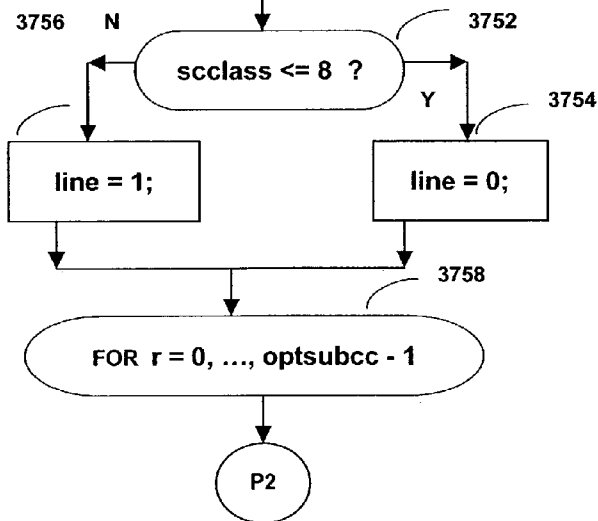 3756 N
3752
scclass <= 8 ?
Y
3754
line = 1;
line = 0;
3758
FOR r = 0, ..., optsubcc - 1
P2